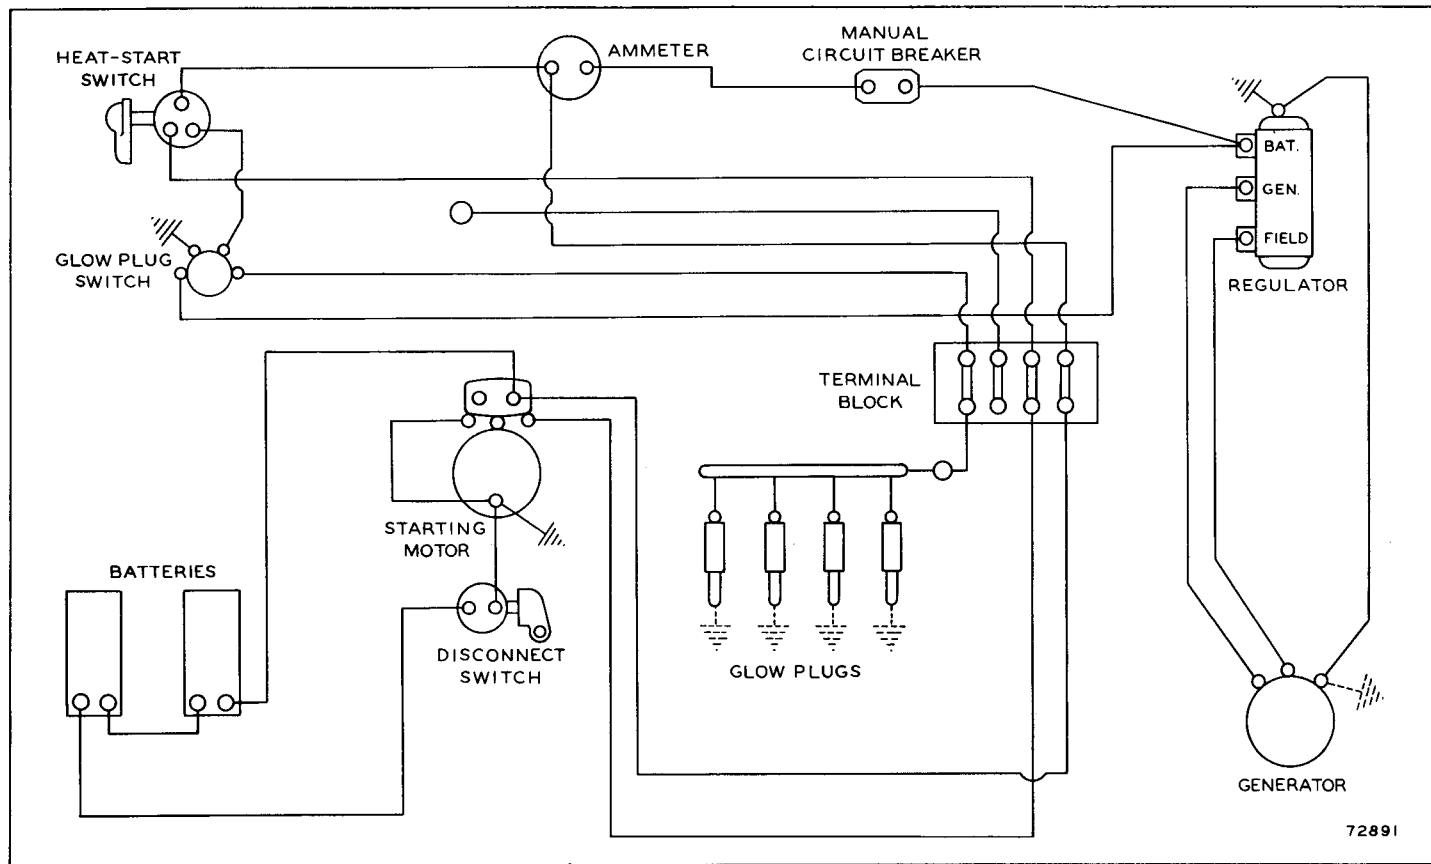 HEAT-START
SWITCH
AMMETER
MANUAL
CIRCUIT BREAKER
BAT.
GEN.
FIELD
REGULATOR
GLOW PLUG
SWITCH
TERMINAL
BLOCK
STARTING
MOTOR
BATTERIES
DISCONNECT
SWITCH
GLOW PLUGS
GENERATOR
72891